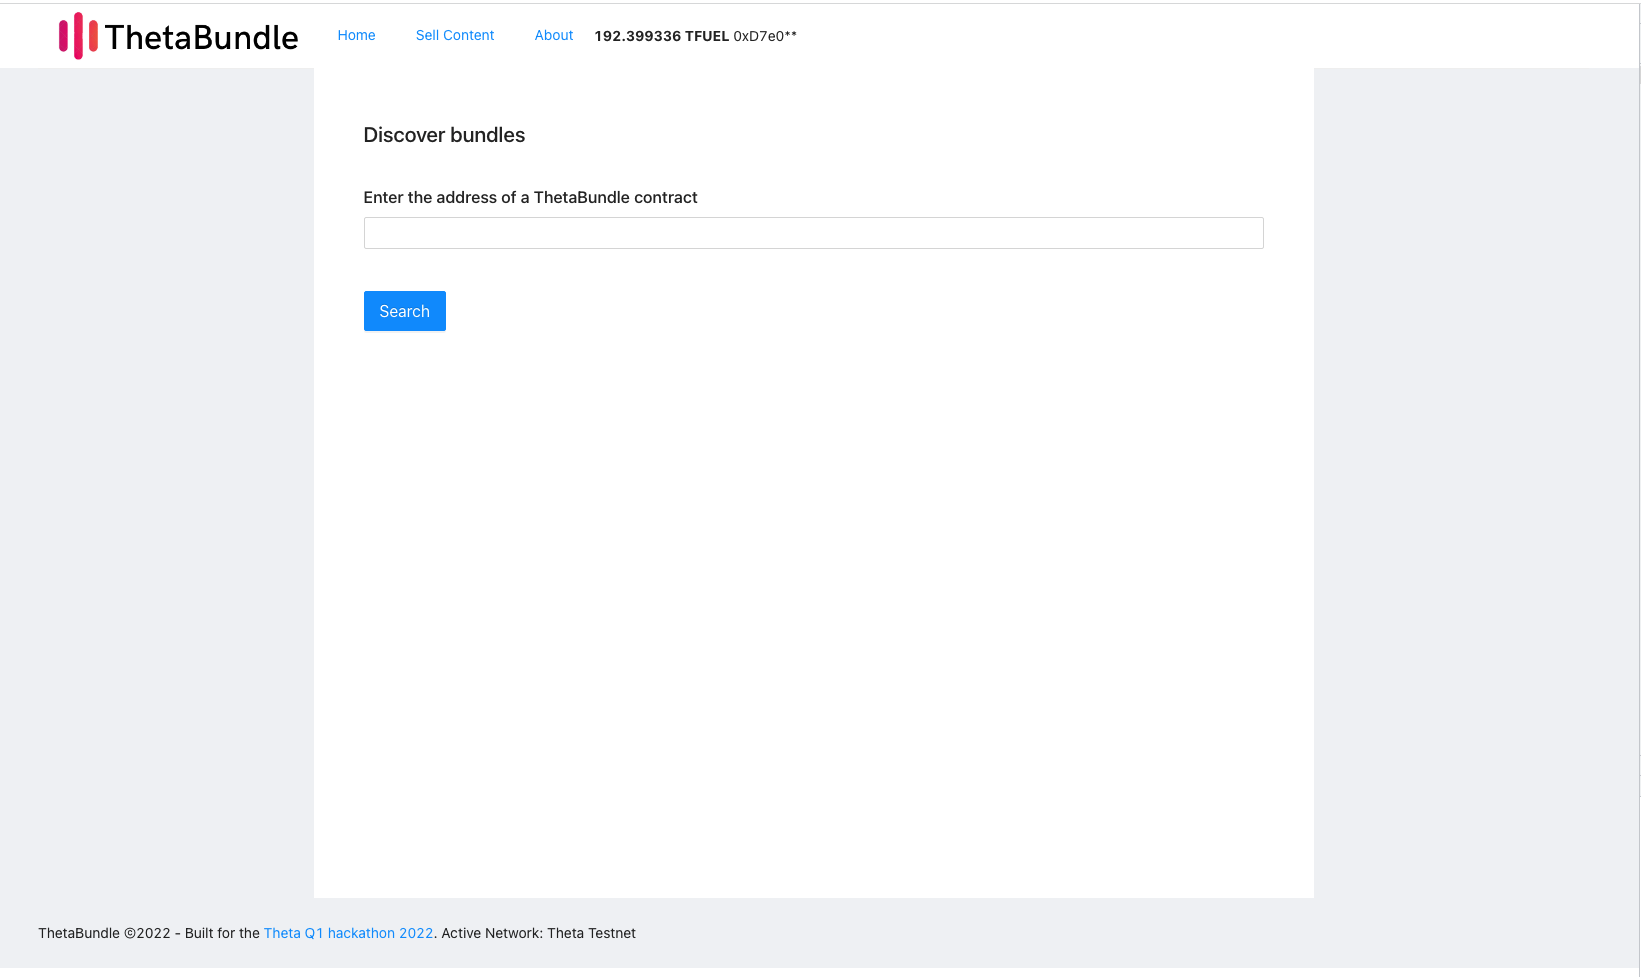 ThetaBundle Home Sell Content About 192.399336 TFUEL 0xD7e0**
Discover bundles
Enter the address of a ThetaBundle contract
Search
ThetaBundle ©2022 - Built for the Theta Q1 hackathon 2022. Active Network: Theta Testnet